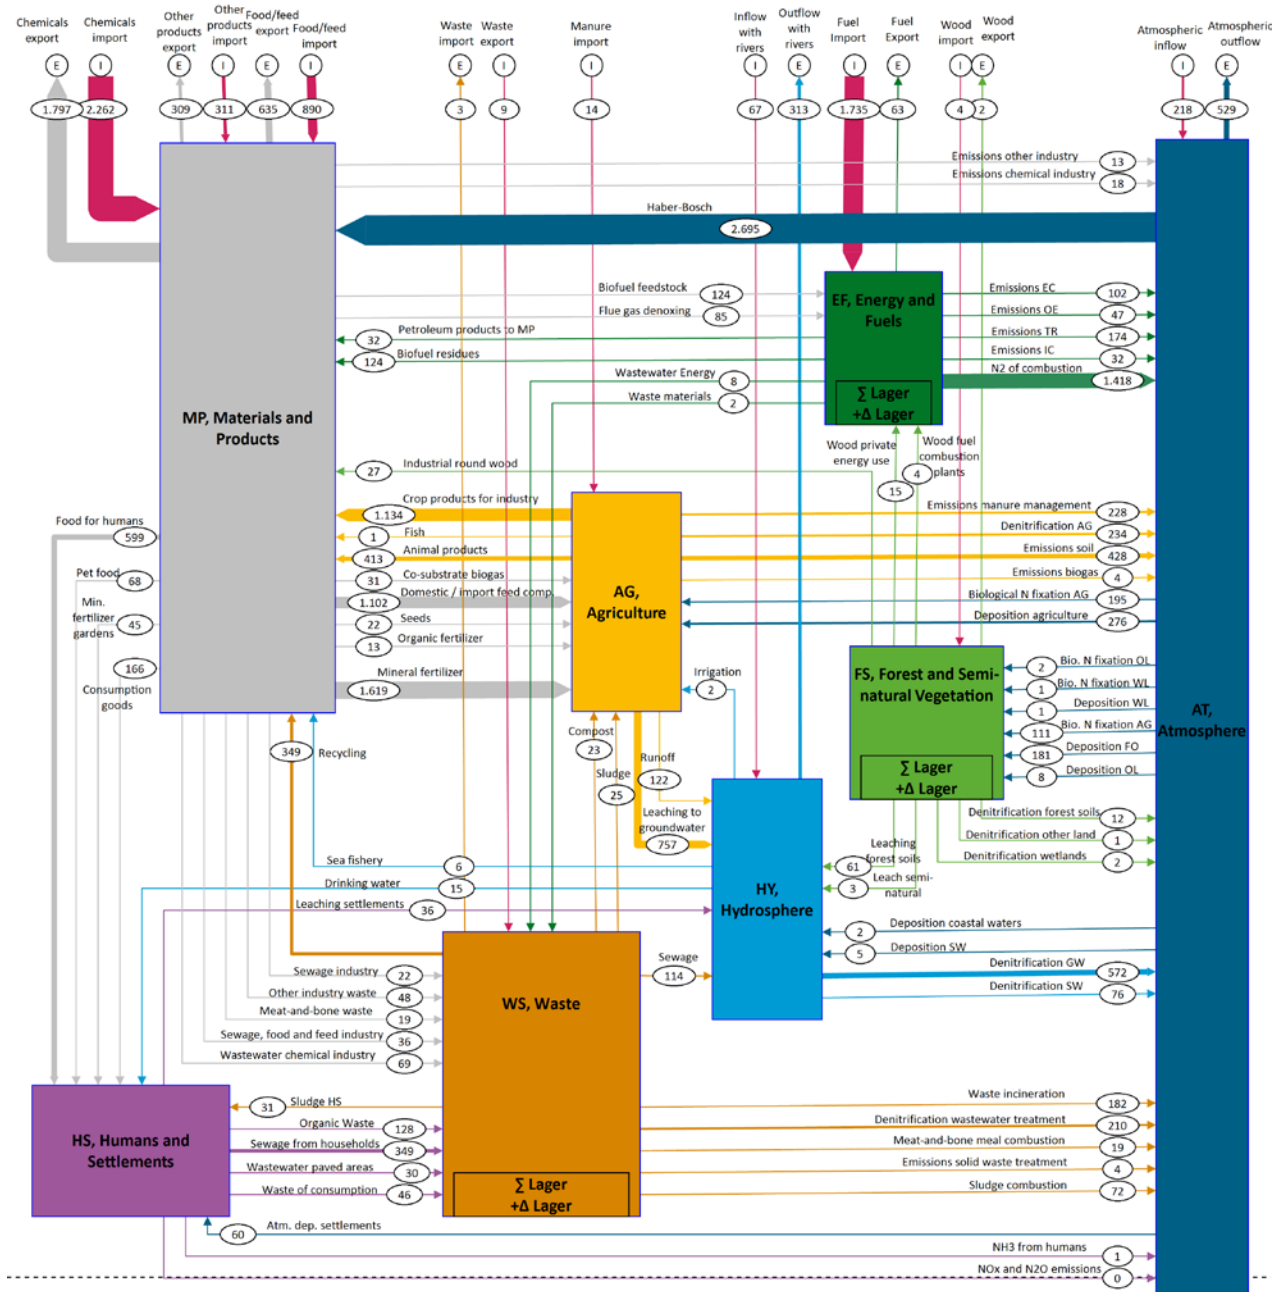 Chemicals
export
Chemicals
import
Other
products
export
Other
products
import
Food/feed
export
Food/feed
import
Waste
import
Waste
export
Manure
import
Inflow
with
rivers
Outflow
with
rivers
Fuel
Import
Fuel
Export
Wood
import
Wood
export
Atmospheric
inflow
Atmospheric
outflow
E I E I E I E I I I E I E I E I E
1.797 2.262 309 311 635 890 3 9 14 67 313 1.735 63 4 2 218 529
Emissions other industry 13
Emissions chemical industry 18
Haber-Bosch
2.695
Biofuel feedstock 124
Flue gas denoxing 85
EF, Energy and
Fuels
∑ Lager
+Δ Lager
Emissions EC 102
Emissions OE 47
Emissions TR 174
Emissions IC 32
N2 of combustion 1.418
32 Petroleum products to MP
124 Biofuel residues
Wastewater Energy 8
Waste materials 2
MP, Materials and
Products
Wood private
energy use
15
Wood fuel
combustion
plants
4
27 Industrial round wood
Crop products for industry
1.134
1 Fish
413 Animal products
31 Co-substrate biogas
1.102 Domestic / import feed comp.
22 Seeds
13 Organic fertilizer
Mineral fertilizer
1.619
AG,
Agriculture
Emissions manure management 228
Denitrification AG 234
Emissions soil 428
Emissions biogas 4
Biological N fixation AG 195
Deposition agriculture 276
Food for humans
599
Pet food 68
Min.
fertilizer
gardens
45
166
Consumption
goods
FS, Forest and Semi-
natural Vegetation
∑ Lager
+Δ Lager
2 Bio. N fixation OL
1 Bio. N fixation WL
1 Deposition WL
111 Bio. N fixation AG
181 Deposition FO
8 Deposition OL
AT,
Atmosphere
Irrigation
2
349 Recycling
Compost
23
Sludge
25
Runoff
122
Leaching to
groundwater
757
Denitrification forest soils 12
Denitrification other land 1
Denitrification wetlands 2
Leaching
forest soils
61
Leach semi-
natural
3
HY,
Hydrosphere
Sea fishery 6
Drinking water 15
Leaching settlements 36
2 Deposition coastal waters
5 Deposition SW
Denitrification GW 572
Denitrification SW 76
Sewage
114
Sewage industry 22
Other industry waste 48
Meat-and-bone waste 19
Sewage, food and feed industry 36
Wastewater chemical industry 69
WS, Waste
∑ Lager
+Δ Lager
HS, Humans and
Settlements
31 Sludge HS
Organic Waste 128
Sewage from households 349
Wastewater paved areas 30
Waste of consumption 46
Waste incineration 182
Denitrification wastewater treatment 210
Meat-and-bone meal combustion 19
Emissions solid waste treatment 4
Sludge combustion 72
60 Atm. dep. settlements
NH3 from humans 1
NOx and N2O emissions 0